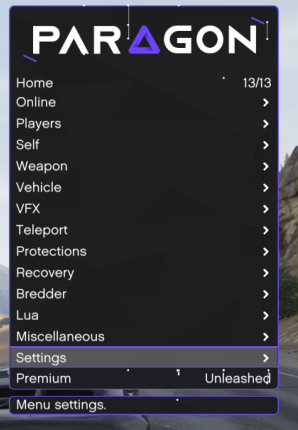 PARAGON
Home 13/13
Online
Players
Self
Weapon
Vehicle
VFX
Teleport
Protections
Recovery
Bredder
Lua
Miscellaneous
Settings
Premium Unleashed
Menu settings.